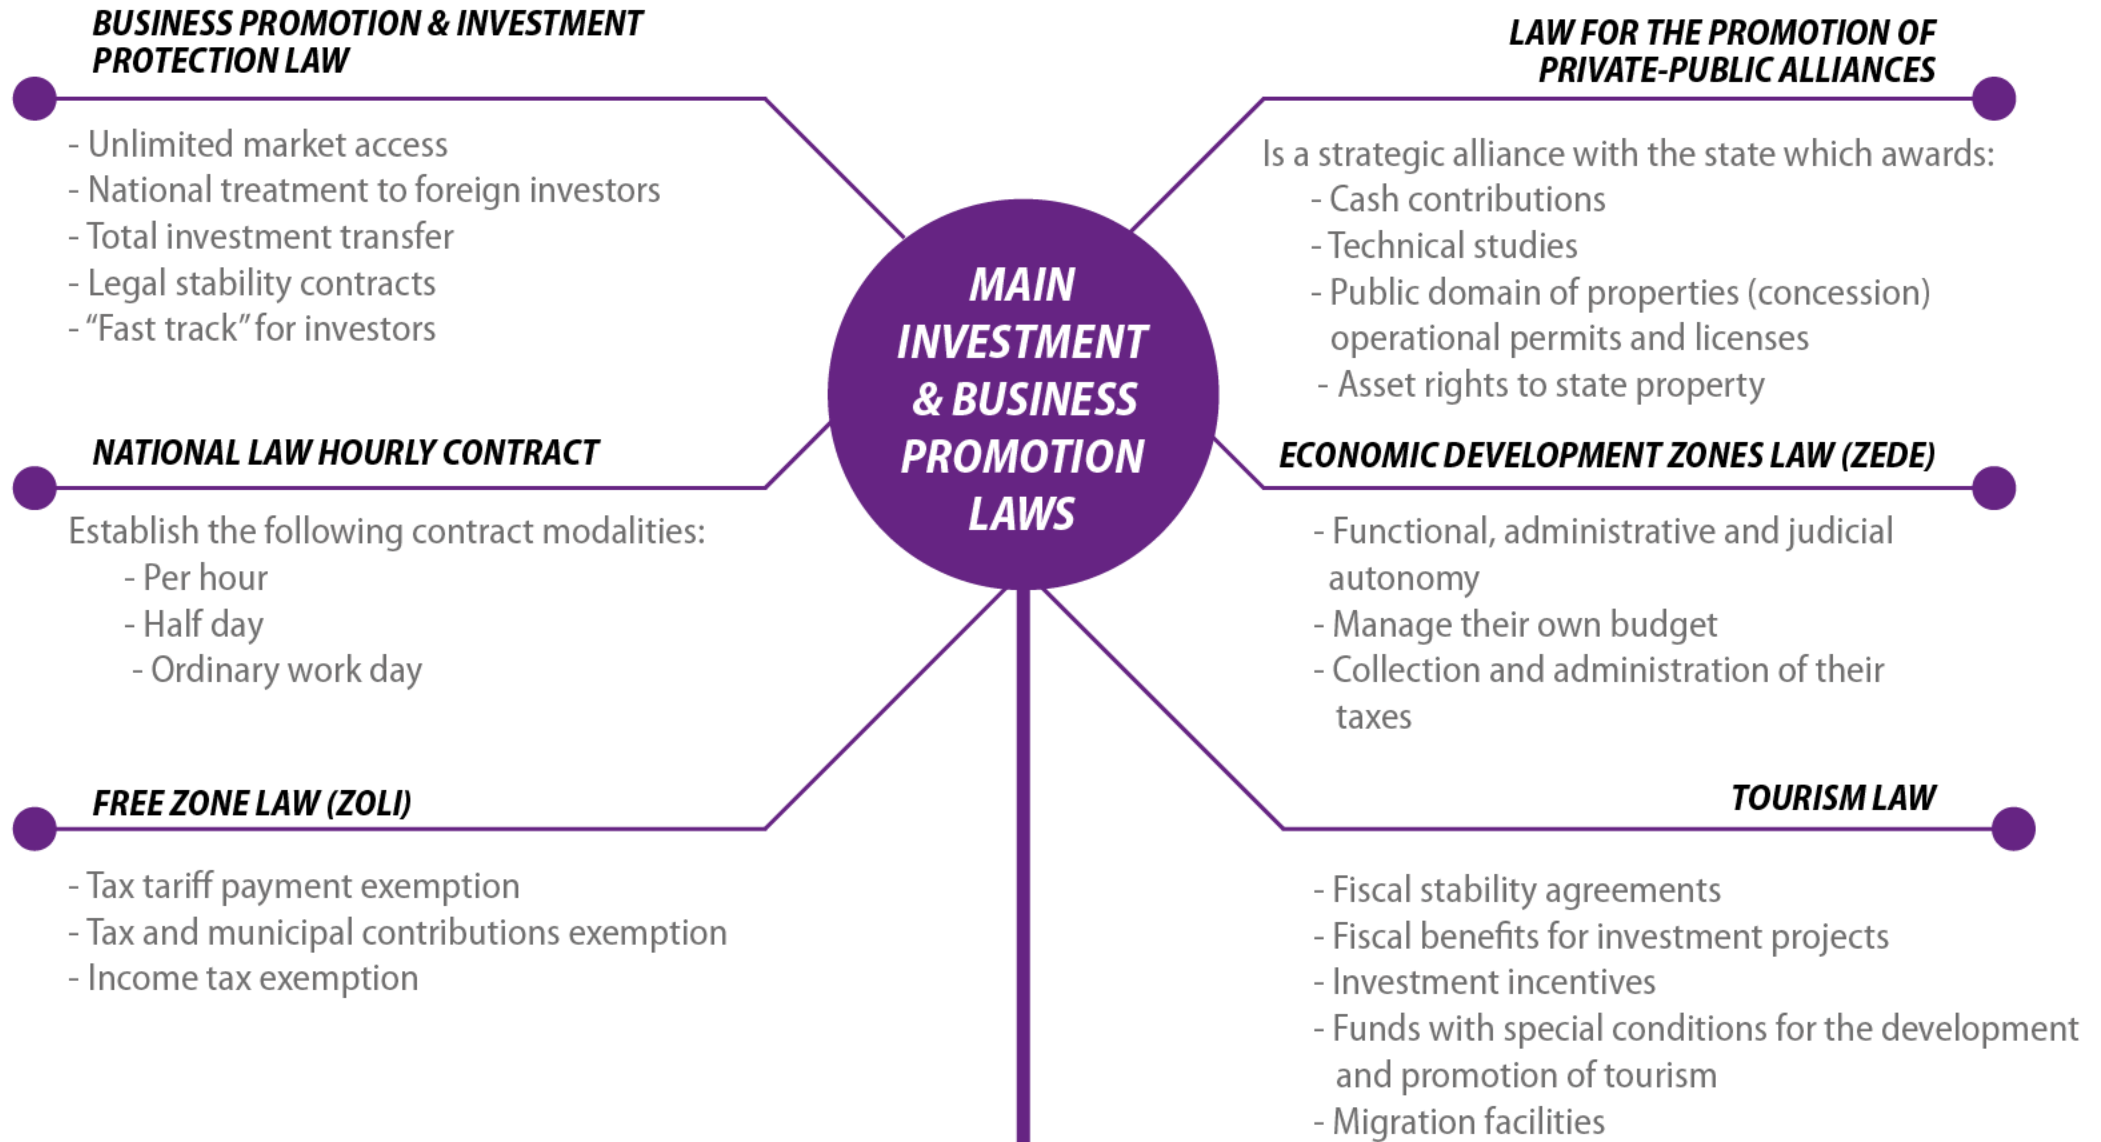 BUSINESS PROMOTION & INVESTMENT
PROTECTION LAW
- Unlimited market access
- National treatment to foreign investors
- Total investment transfer
- Legal stability contracts
- “Fast track” for investors
NATIONAL LAW HOURLY CONTRACT
Establish the following contract modalities:
- Per hour
- Half day
- Ordinary work day
FREE ZONE LAW (ZOLI)
- Tax tariff payment exemption
- Tax and municipal contributions exemption
- Income tax exemption
MAIN
INVESTMENT
& BUSINESS
PROMOTION
LAWS
LAW FOR THE PROMOTION OF
PRIVATE-PUBLIC ALLIANCES
Is a strategic alliance with the state which awards:
- Cash contributions
- Technical studies
- Public domain of properties (concession)
operational permits and licenses
- Asset rights to state property
ECONOMIC DEVELOPMENT ZONES LAW (ZEDE)
- Functional, administrative and judicial
autonomy
- Manage their own budget
- Collection and administration of their
taxes
TOURISM LAW
- Fiscal stability agreements
- Fiscal benefits for investment projects
- Investment incentives
- Funds with special conditions for the development
and promotion of tourism
- Migration facilities